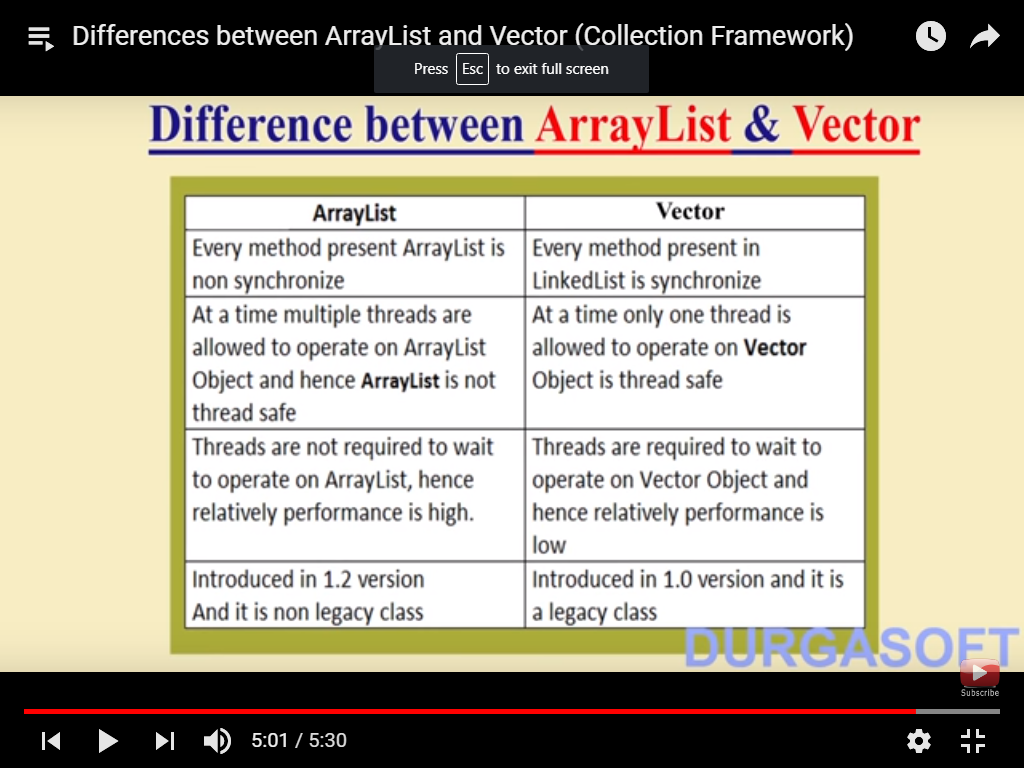 Differences between ArrayList and Vector (Collection Framework)
Press Esc to exit full screen
Difference between ArrayList & Vector
ArrayList
Vector
Every method present ArrayList is
non synchronize
Every method present in
LinkedList is synchronize
At a time multiple threads are
allowed to operate on ArrayList
Object and hence ArrayList is not
thread safe
At a time only one thread is
allowed to operate on Vector
Object is thread safe
Threads are not required to wait
to operate on ArrayList, hence
relatively performance is high.
Threads are required to wait to
operate on Vector Object and
hence relatively performance is
low
Introduced in 1.2 version
And it is non legacy class
Introduced in 1.0 version and it is
a legacy class
DURGASOFT
Subscribe
5:01 / 5:30